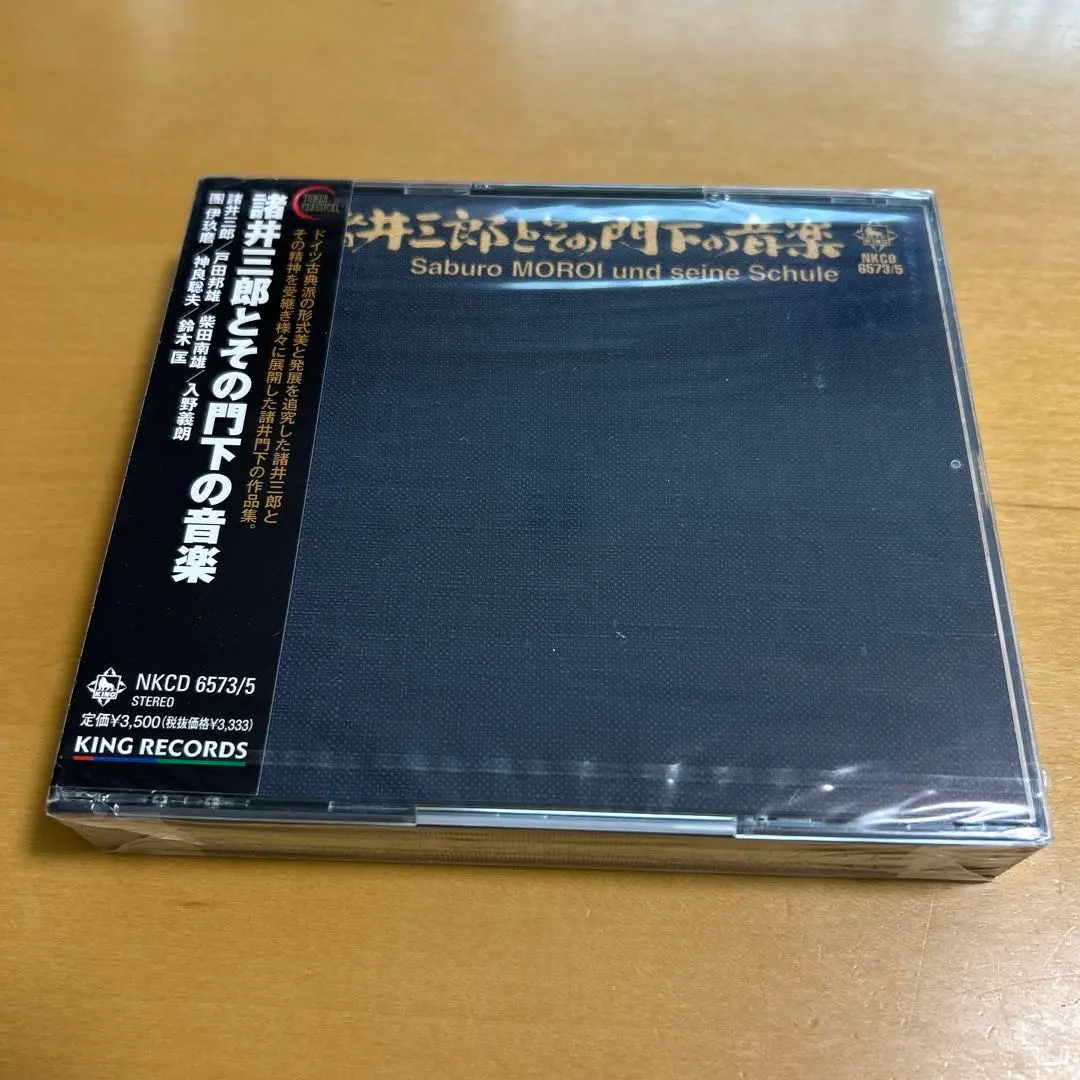 諸井三郎とその門下の音楽
諸井三郎／戸田邦雄／柴田南雄／入野義朗
團 伊玖磨／神良聡夫／鈴木 匡
ドイツ古典派の形式美と発展を追究した諸井三郎と
その精神を受継ぎ様々に展開した諸井門下の作品集。
NKCD 6573/5
STEREO
定価¥3,500(税抜価格¥3,333)
KING RECORDS
KING
井三郎とその門下の音楽
Saburo MOROI und seine Schule
NKCD
6573/5